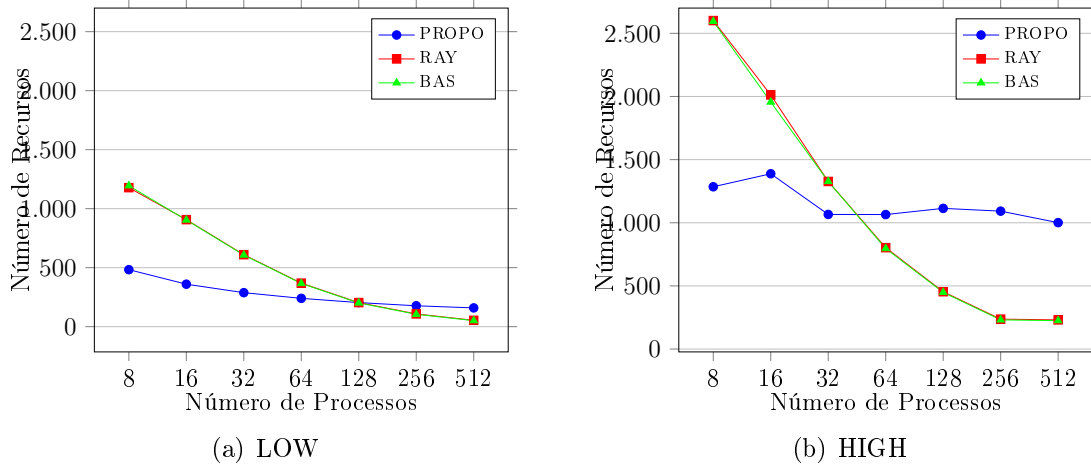 Número de Recursos
2.500
2.000
1.500
1.000
500
0
PROPO
RAY
BAS
8 16 32 64 128 256 512
Número de Processos
(a) LOW
Número de Recursos
2.500
2.000
1.500
1.000
500
0
PROPO
RAY
BAS
8 16 32 64 128 256 512
Número de Processos
(b) HIGH